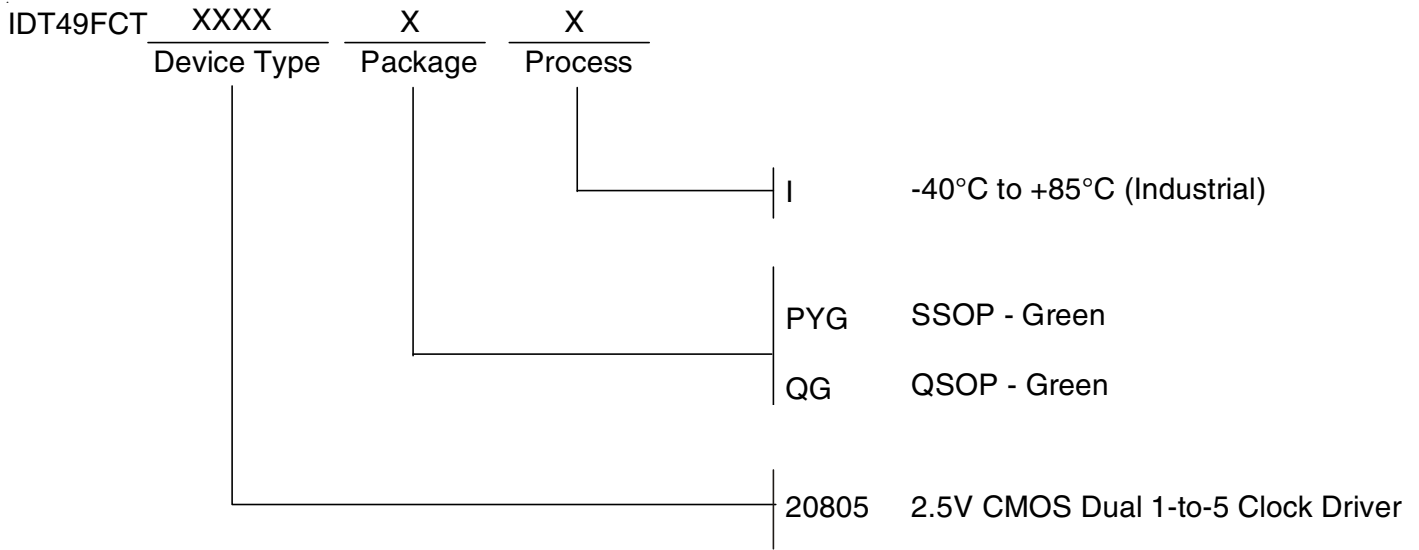 IDT49FCT XXXX X X
Device Type Package Process
I -40°C to +85°C (Industrial)
PYG SSOP - Green
QG QSOP - Green
20805 2.5V CMOS Dual 1-to-5 Clock Driver